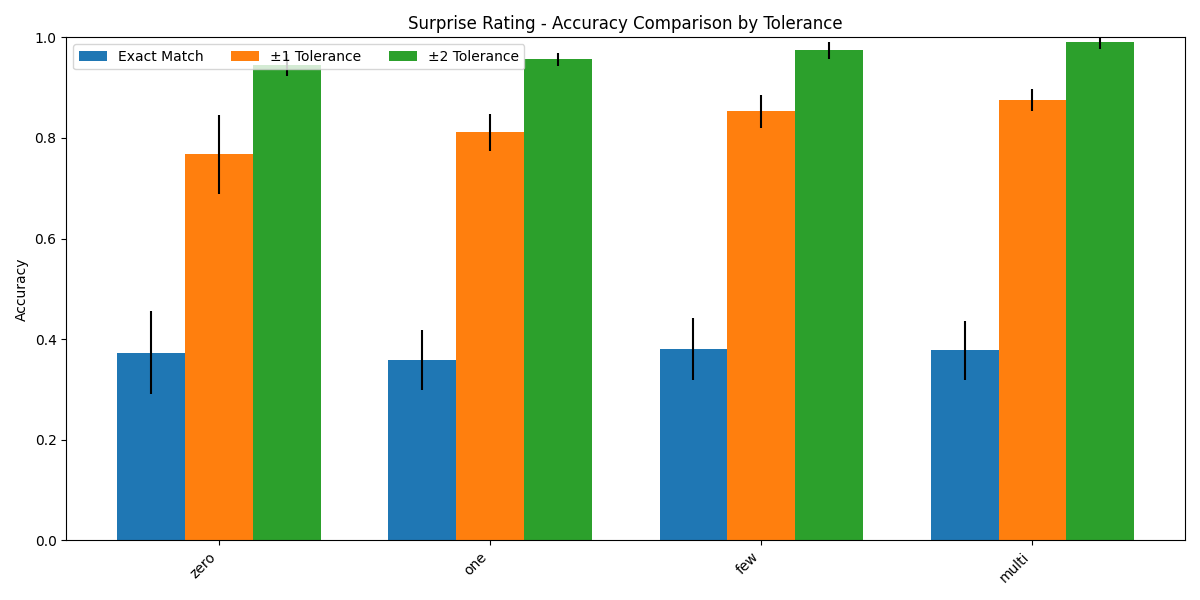 Surprise Rating - Accuracy Comparison by Tolerance
Exact Match ±1 Tolerance ±2 Tolerance
1.0
0.8
0.6
0.4
0.2
0.0
Accuracy
zero one few multi